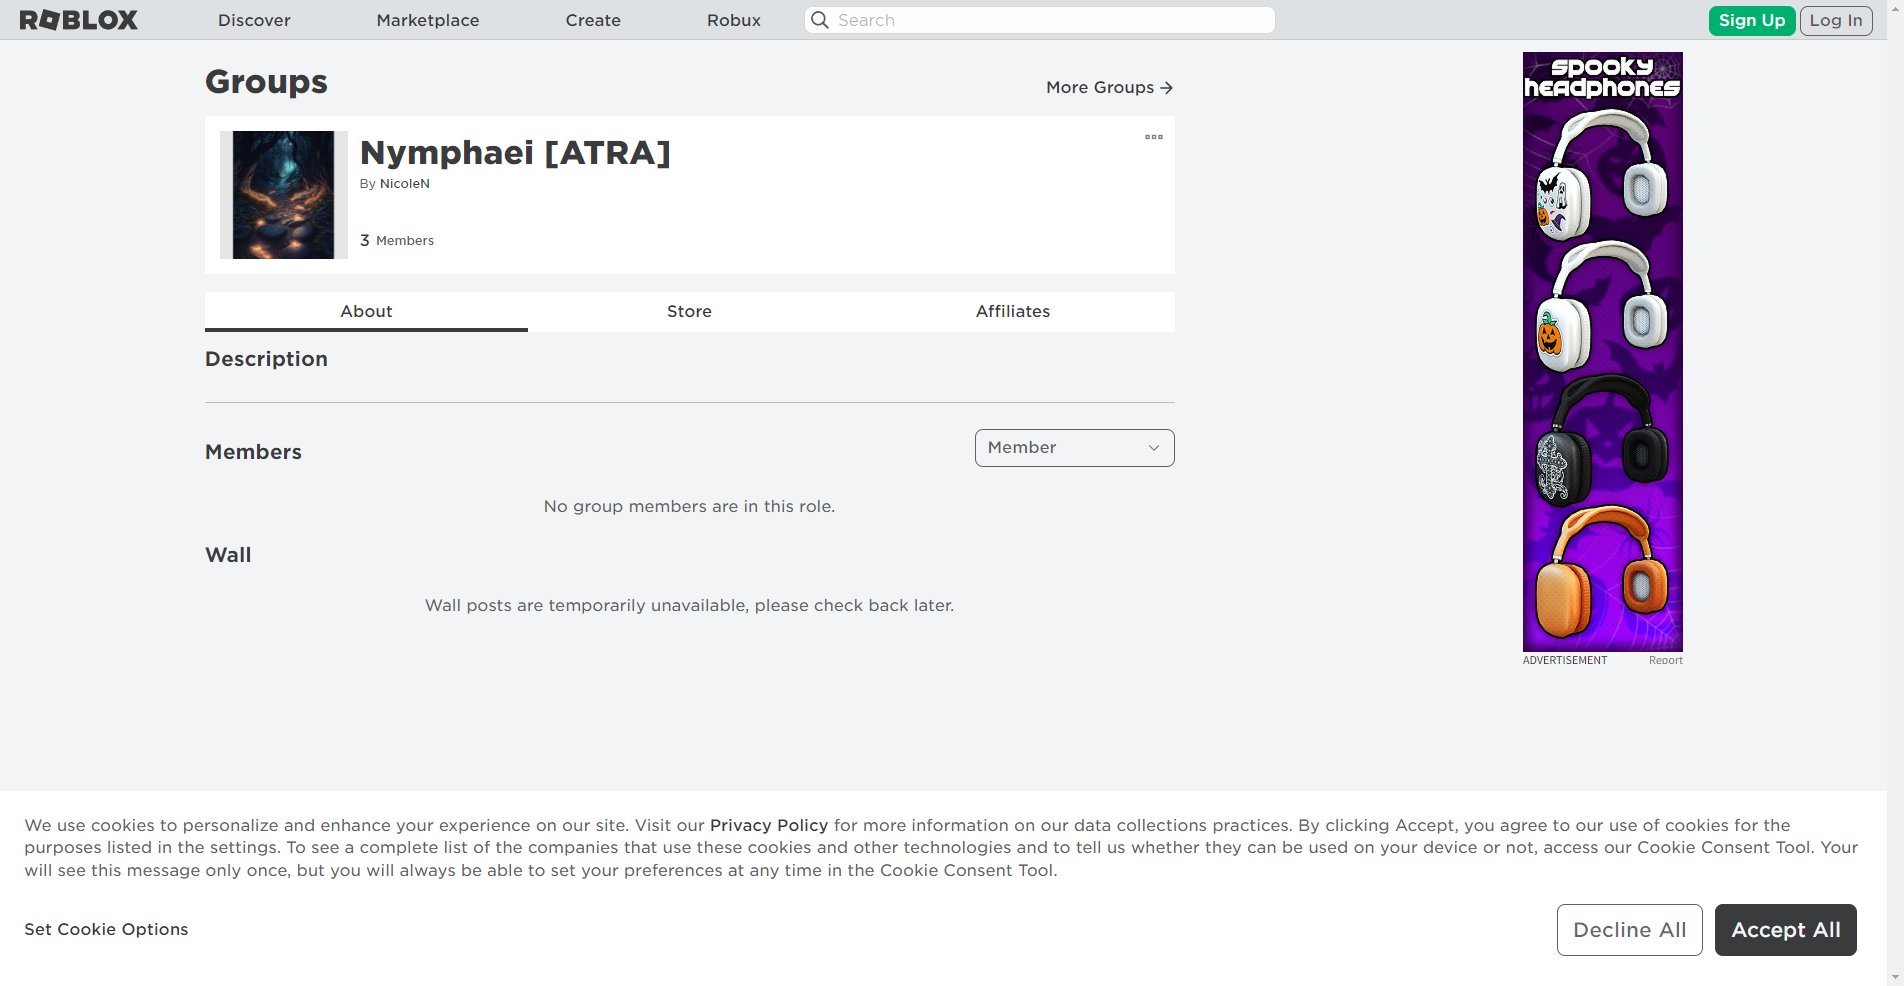 ROBLOX
Discover
Marketplace
Create
Robux
Search
Sign Up
Log In
Groups
More Groups →
Nymphaei [ATRA]
By NicoleN
3 Members
About
Store
Affiliates
Description
Members
Member
No group members are in this role.
Wall
Wall posts are temporarily unavailable, please check back later.
spooky
headphones
ADVERTISEMENT
Report
We use cookies to personalize and enhance your experience on our site. Visit our Privacy Policy for more information on our data collections practices. By clicking Accept, you agree to our use of cookies for the
purposes listed in the settings. To see a complete list of the companies that use these cookies and other technologies and to tell us whether they can be used on your device or not, access our Cookie Consent Tool. Your
will see this message only once, but you will always be able to set your preferences at any time in the Cookie Consent Tool.
Set Cookie Options
Decline All
Accept All